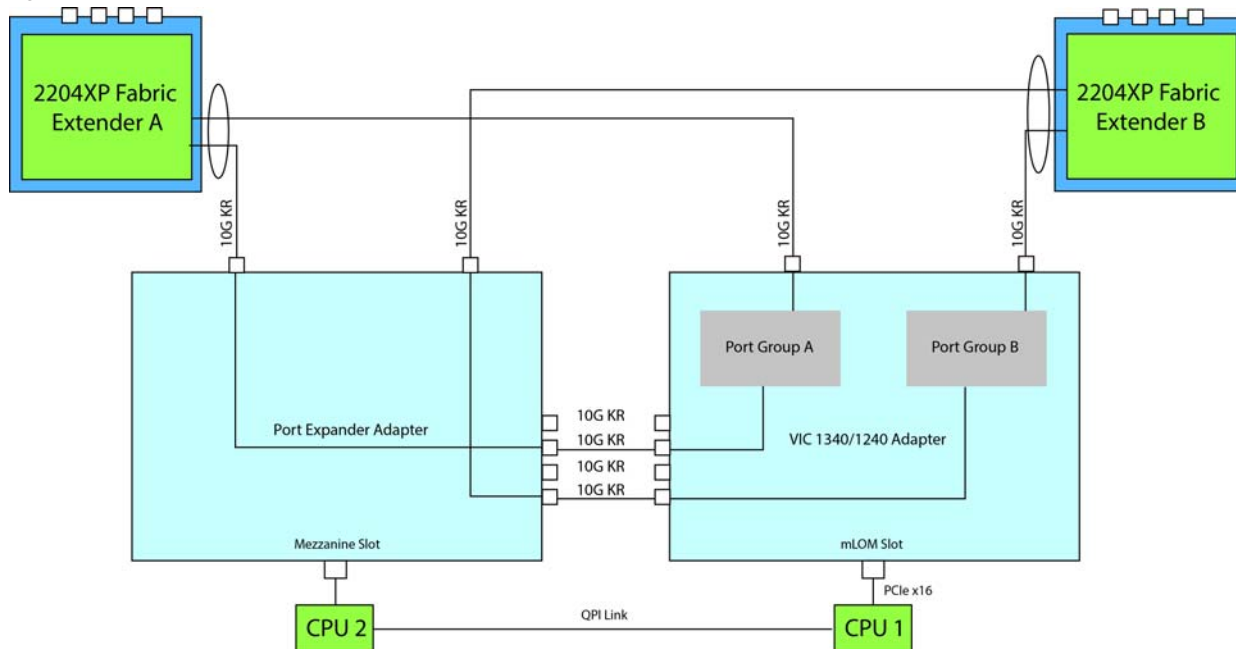 2204XP Fabric
Extender A
2204XP Fabric
Extender B
10G KR
10G KR
10G KR
10G KR
Port Group A
Port Group B
10G KR
Port Expander Adapter
10G KR
VIC 1340/1240 Adapter
10G KR
10G KR
Mezzanine Slot
mLOM Slot
PCIe x16
CPU 2
QPI Link
CPU 1